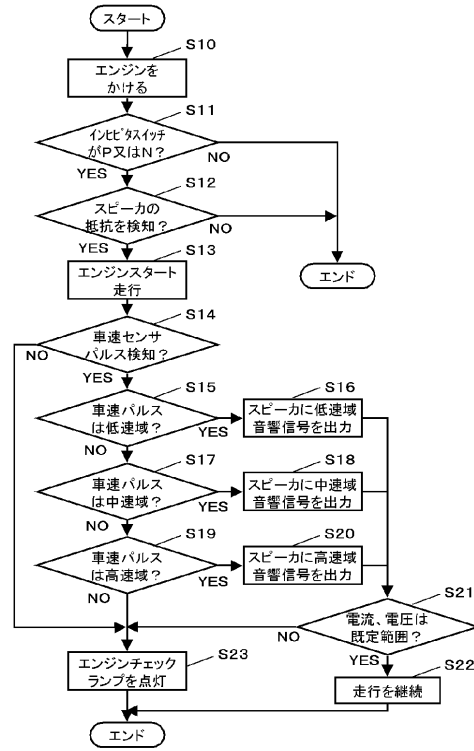 スタート
S10
エンジンを
かける
S11
インヒビタスイッチ
がP又はN?
NO
YES
S12
スピーカの
抵抗を検知?
NO
YES
S13
エンジンスタート
走行
エンド
S14
車速センサ
パルス検知?
NO
YES
S15
車速パルス
は低速域?
YES
NO
S16
スピーカに低速域
音響信号を出力
S17
車速パルス
は中速域?
YES
NO
S18
スピーカに中速域
音響信号を出力
S19
車速パルス
は高速域?
YES
NO
S20
スピーカに高速域
音響信号を出力
S21
電流、電圧は
既定範囲?
NO
YES
S22
走行を継続
S23
エンジンチェック
ランプを点灯
エンド